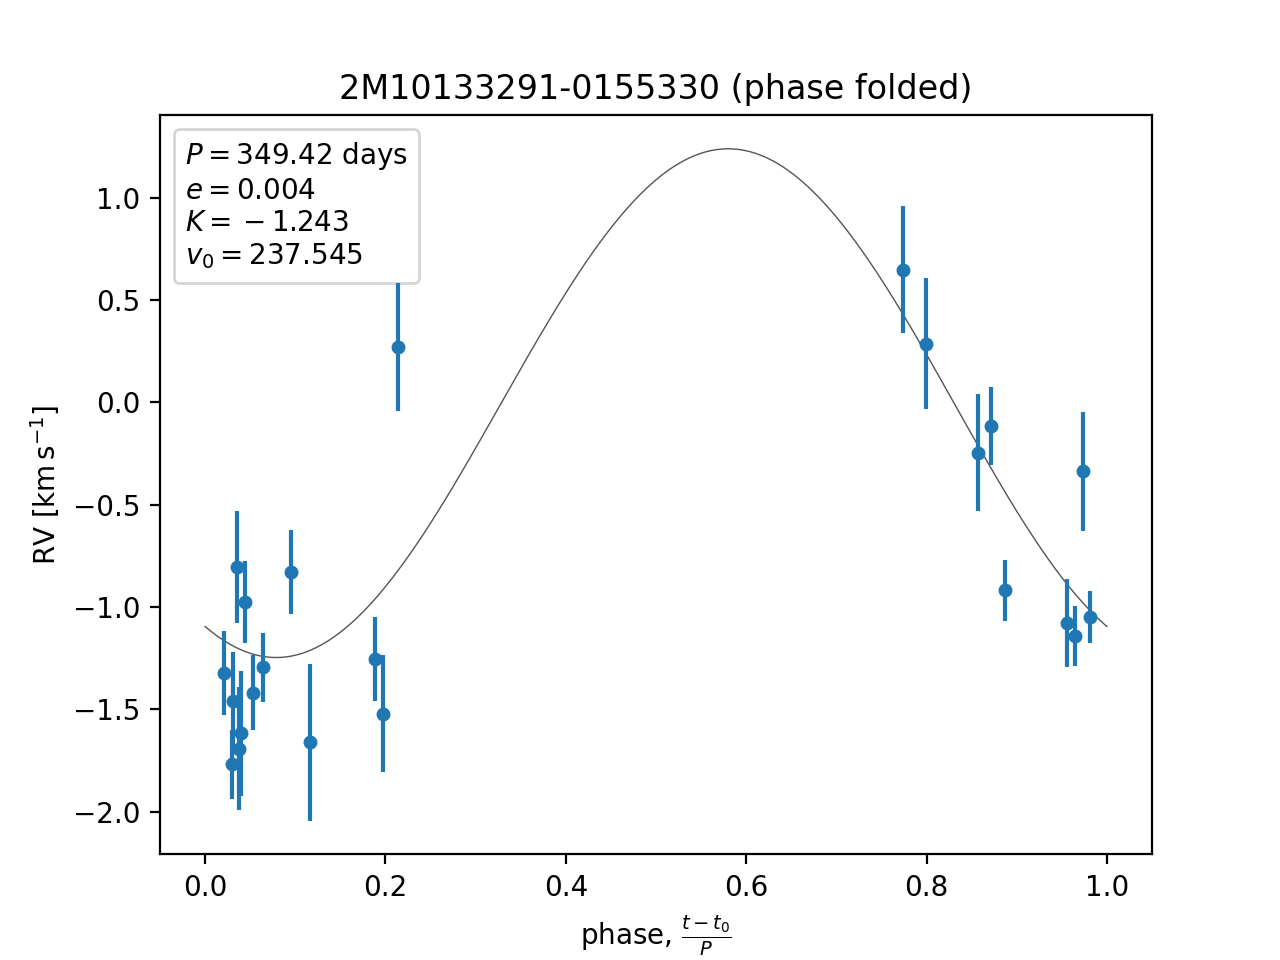 2M10133291-0155330 (phase folded)
P = 349.42 days
e = 0.004
K = −1.243
v₀ = 237.545
RV [km s⁻¹]
1.0
0.5
0.0
−0.5
−1.0
−1.5
−2.0
0.0 0.2 0.4 0.6 0.8 1.0
phase, (t − t₀)/P